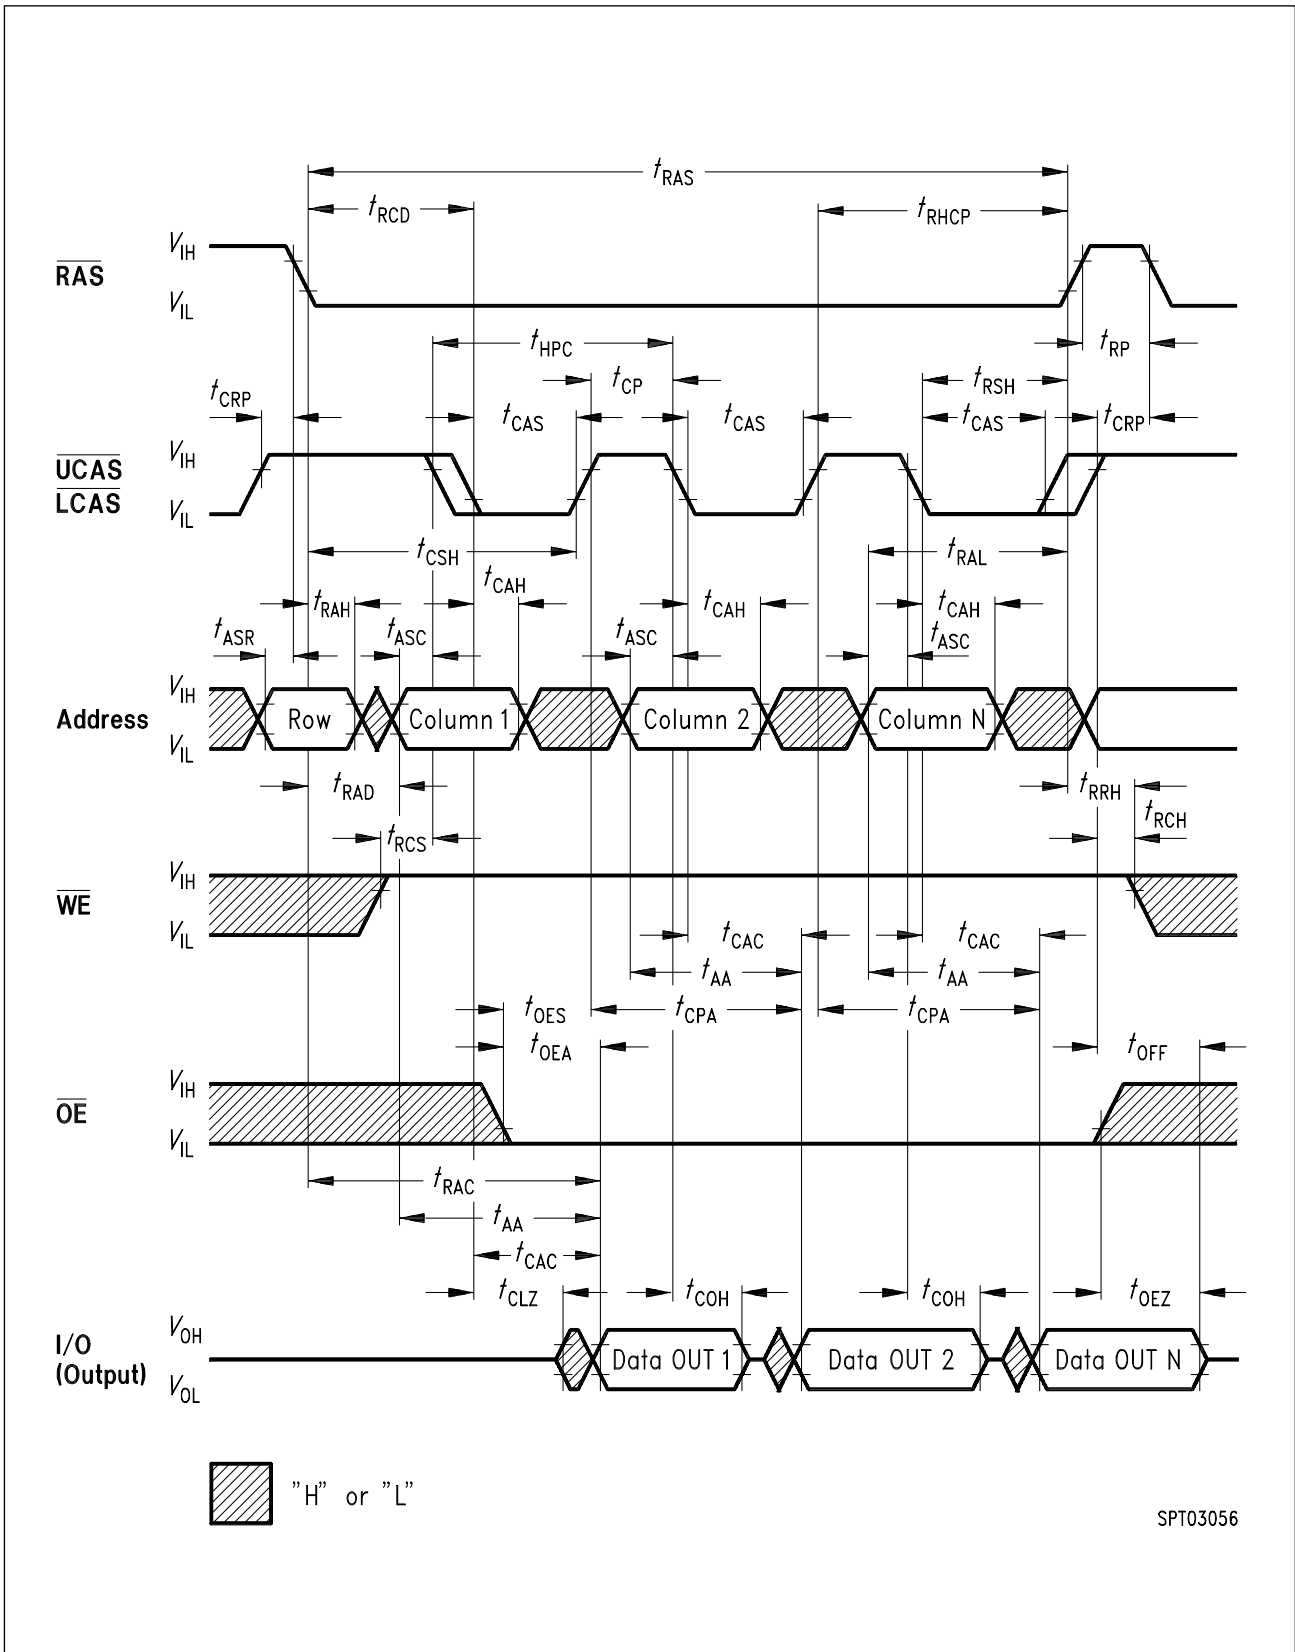 tRAS
tRCD
tRHCP
RAS
VIH
VIL
tHPC
tRP
tCP
tRSH
tCRP
tCAS
tCAS
tCAS
tCRP
UCAS
LCAS
VIH
VIL
tCSH
tRAL
tCAH
tRAH
tCAH
tCAH
tASR
tASC
tASC
tASC
Address
VIH
VIL
Row
Column 1
Column 2
Column N
tRAD
tRRH
tRCS
tRCH
WE
VIH
VIL
tCAC
tCAC
tAA
tAA
tOES
tCPA
tCPA
tOEA
tOFF
OE
VIH
VIL
tRAC
tAA
tCAC
tCLZ
tCOH
tCOH
tOEZ
I/O
(Output)
VOH
VOL
Data OUT 1
Data OUT 2
Data OUT N
"H" or "L"
SPT03056